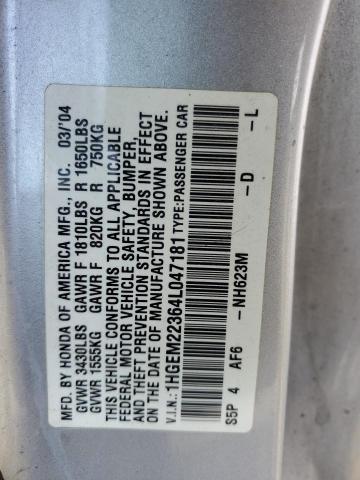 MFD. BY HONDA OF AMERICA MFG., INC. 03/'04
GVWR 3430LBS GAWR F 1810LBS R 1650LBS
GVWR 1555KG GAWR F 820KG R 750KG
THIS VEHICLE CONFORMS TO ALL APPLICABLE
FEDERAL MOTOR VEHICLE SAFETY, BUMPER,
AND THEFT PREVENTION STANDARDS IN EFFECT
ON THE DATE OF MANUFACTURE SHOWN ABOVE.
V.I.N.: 1HGEM22364L047181 TYPE: PASSENGER CAR
S5P 4 AF6 -NH623M -D -L